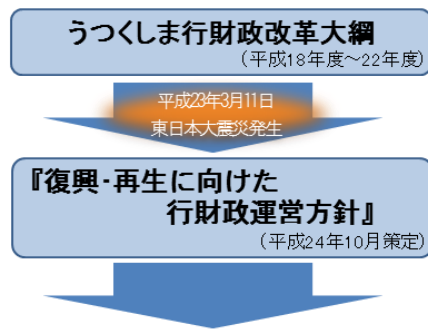 うつくしま行財政改革大綱
(平成18年度～22年度)
平成23年3月11日
東日本大震災発生
『復興･再生に向けた
行財政運営方針』
(平成24年10月策定)